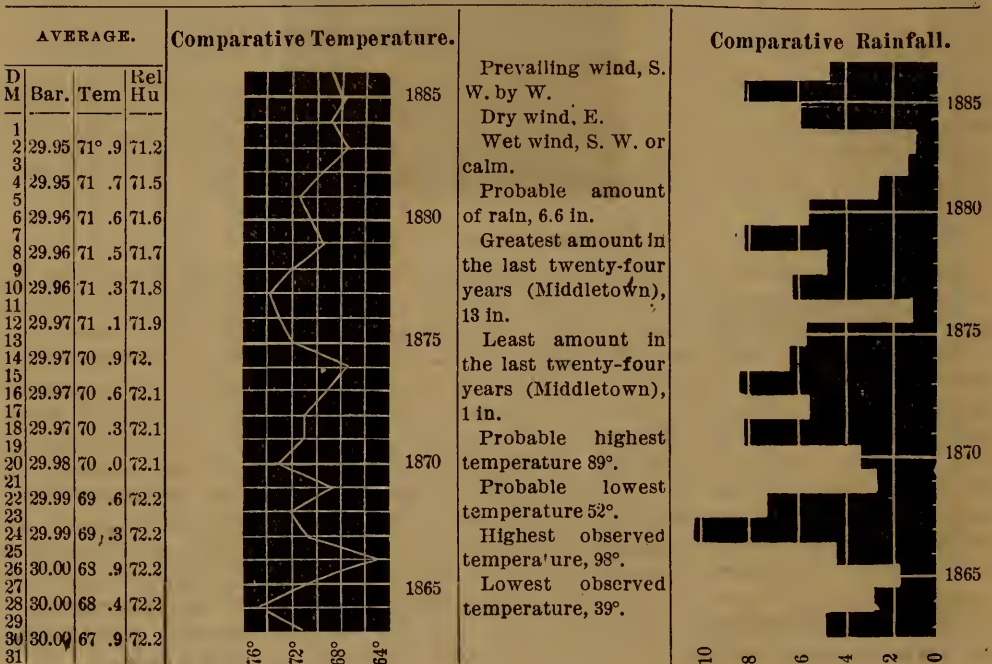 AVERAGE.
D M Bar. Tem Rel Hu
1
2 29.95 71° .9 71.2
3
4 29.95 71 .7 71.5
5
6 29.96 71 .6 71.6
7
8 29.96 71 .5 71.7
9
10 29.96 71 .3 71.8
11
12 29.97 71 .1 71.9
13
14 29.97 70 .9 72.
15
16 29.97 70 .6 72.1
17
18 29.97 70 .3 72.1
19
20 29.98 70 .0 72.1
21
22 29.99 69 .6 72.2
23
24 29.99 69 .3 72.2
25
26 30.00 68 .9 72.2
27
28 30.00 68 .4 72.2
29
30 30.00 67 .9 72.2
31
Comparative Temperature.
1885
1880
1875
1870
1865
76° 72° 68° 64°
Prevailing wind, S.
W. by W.
Dry wind, E.
Wet wind, S. W. or
calm.
Probable amount
of rain, 6.6 in.
Greatest amount in
the last twenty-four
years (Middletown),
13 in.
Least amount in
the last twenty-four
years (Middletown),
1 in.
Probable highest
temperature 89°.
Probable lowest
temperature 52°.
Highest observed
temperature, 98°.
Lowest observed
temperature, 39°.
Comparative Rainfall.
1885
1880
1875
1870
1865
10 8 6 4 2 0